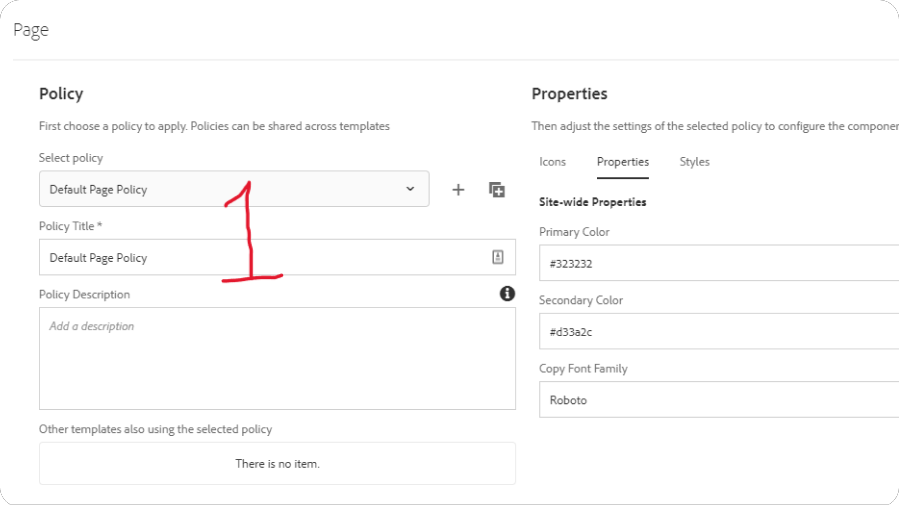 Page
Policy
First choose a policy to apply. Policies can be shared across templates
Select policy
Default Page Policy
1
Policy Title *
Default Page Policy
Policy Description
Add a description
Other templates also using the selected policy
There is no item.
Properties
Then adjust the settings of the selected policy to configure the componen
Icons Properties Styles
Site-wide Properties
Primary Color
#323232
Secondary Color
#d33a2c
Copy Font Family
Roboto